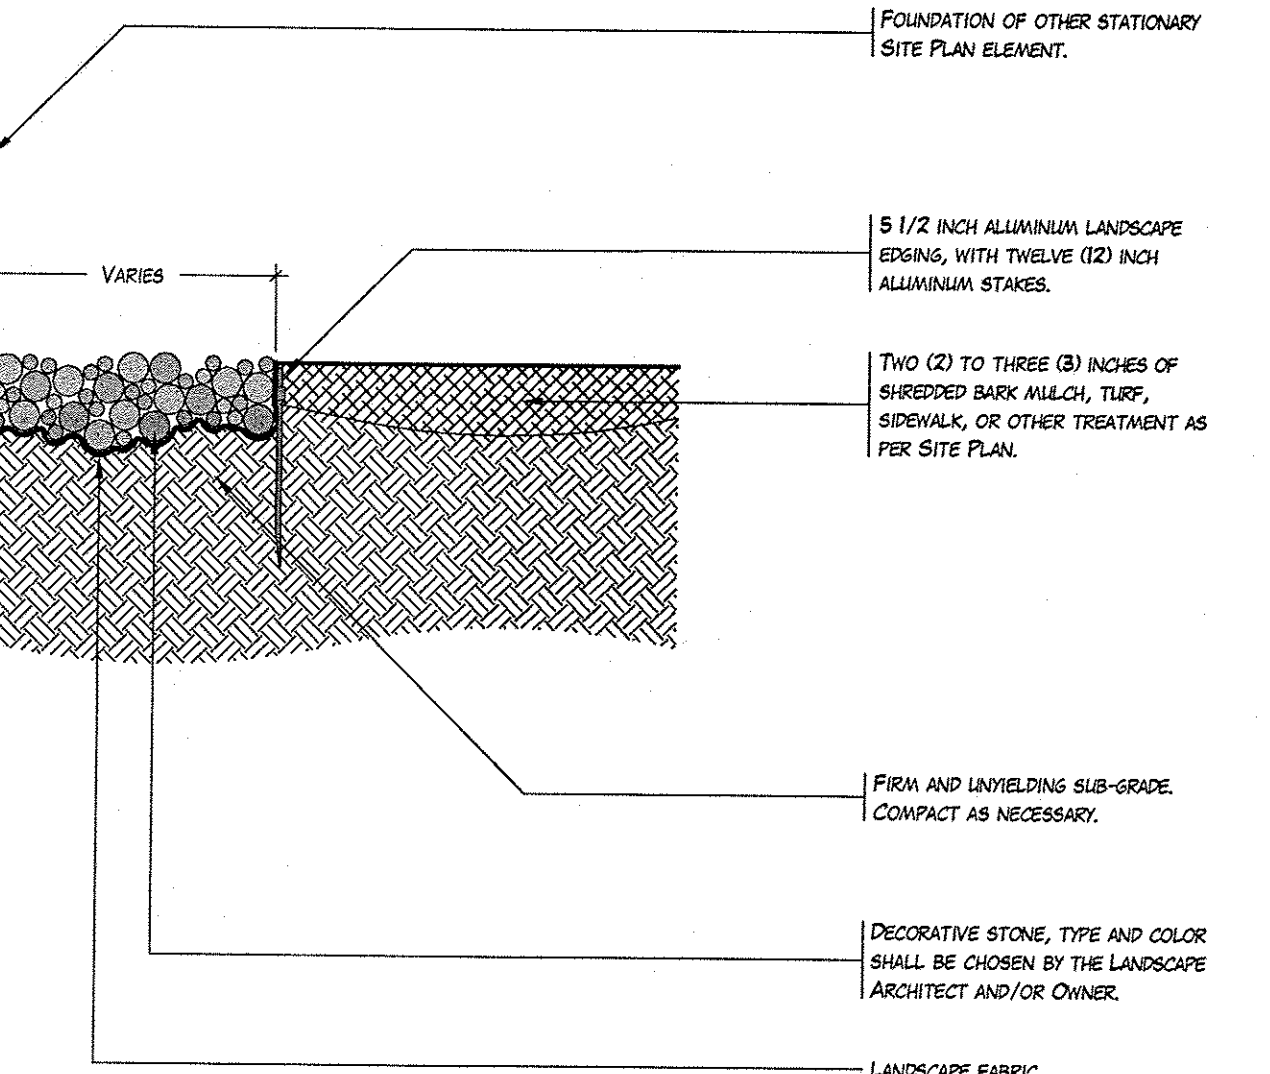 FOUNDATION OF OTHER STATIONARY
SITE PLAN ELEMENT.
5 1/2 INCH ALUMINUM LANDSCAPE
EDGING, WITH TWELVE (12) INCH
ALUMINUM STAKES.
VARIES
TWO (2) TO THREE (3) INCHES OF
SHREDDED BARK MULCH, TURF,
SIDEWALK, OR OTHER TREATMENT AS
PER SITE PLAN.
FIRM AND UNYIELDING SUB-GRADE.
COMPACT AS NECESSARY.
DECORATIVE STONE, TYPE AND COLOR
SHALL BE CHOSEN BY THE LANDSCAPE
ARCHITECT AND/OR OWNER.
LANDSCAPE FABRIC